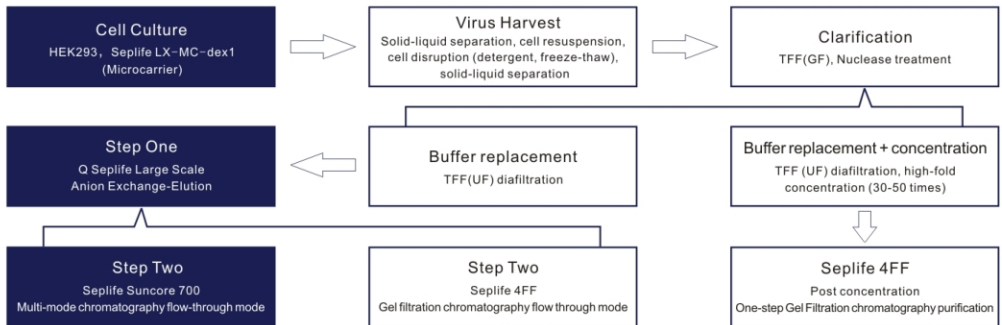 Cell Culture
HEK293, Seplife LX-MC-dex1
(Microcarrier)
Virus Harvest
Solid-liquid separation, cell resuspension,
cell disruption (detergent, freeze-thaw),
solid-liquid separation
Clarification
TFF(GF), Nuclease treatment
Step One
Q Seplife Large Scale
Anion Exchange-Elution
Buffer replacement
TFF(UF) diafiltration
Buffer replacement + concentration
TFF (UF) diafiltration, high-fold
concentration (30-50 times)
Step Two
Seplife Suncore 700
Multi-mode chromatography flow-through mode
Step Two
Seplife 4FF
Gel filtration chromatography flow through mode
Seplife 4FF
Post concentration
One-step Gel Filtration chromatography purification